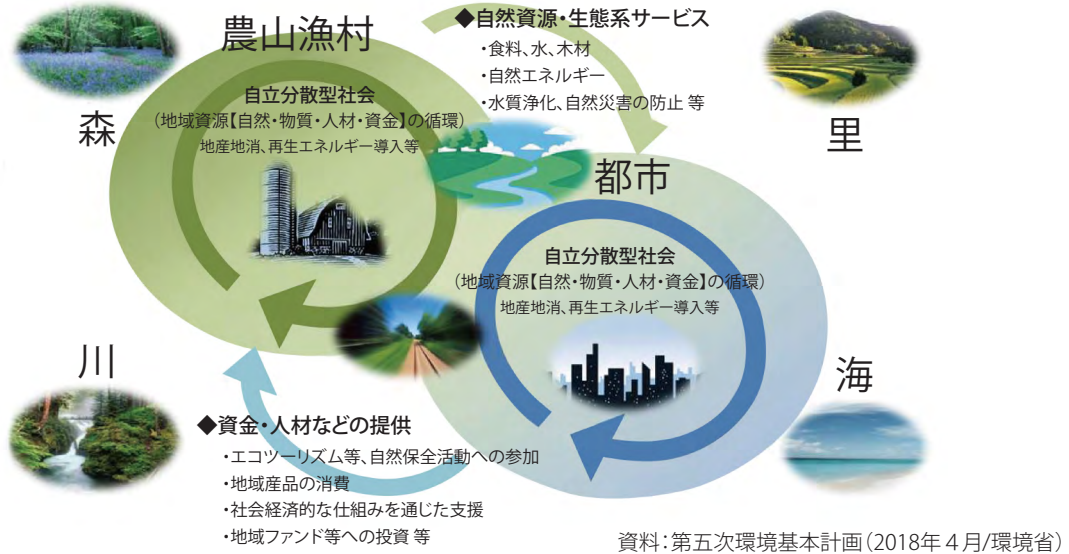 農山漁村
◆自然資源・生態系サービス
・食料、水、木材
・自然エネルギー
・水質浄化、自然災害の防止 等
森
里
自立分散型社会
(地域資源【自然・物質・人材・資金】の循環)
地産地消、再生エネルギー導入等
都市
自立分散型社会
(地域資源【自然・物質・人材・資金】の循環)
地産地消、再生エネルギー導入等
川
海
◆資金・人材などの提供
・エコツーリズム等、自然保全活動への参加
・地域産品の消費
・社会経済的な仕組みを通じた支援
・地域ファンド等への投資 等
資料：第五次環境基本計画（2018年４月/環境省）